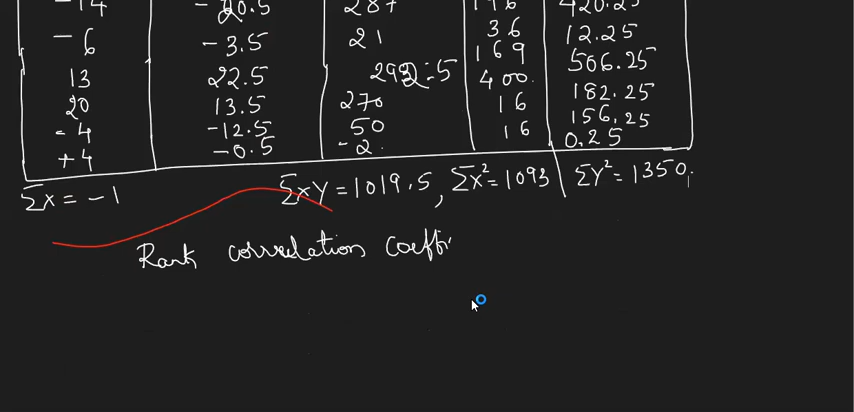 -14 -20.5 287 196 420.25
-6 -3.5 21 36 12.25
13 22.5 292.5 169 506.25
20 13.5 270 400. 182.25
-4 -12.5 50 16 156.25
+4 -0.5 -2. 16 0.25
Σx = -1 ΣxY = 1019.5, Σx² = 1093 ΣY² = 1350,
Rank correlation Coeffi